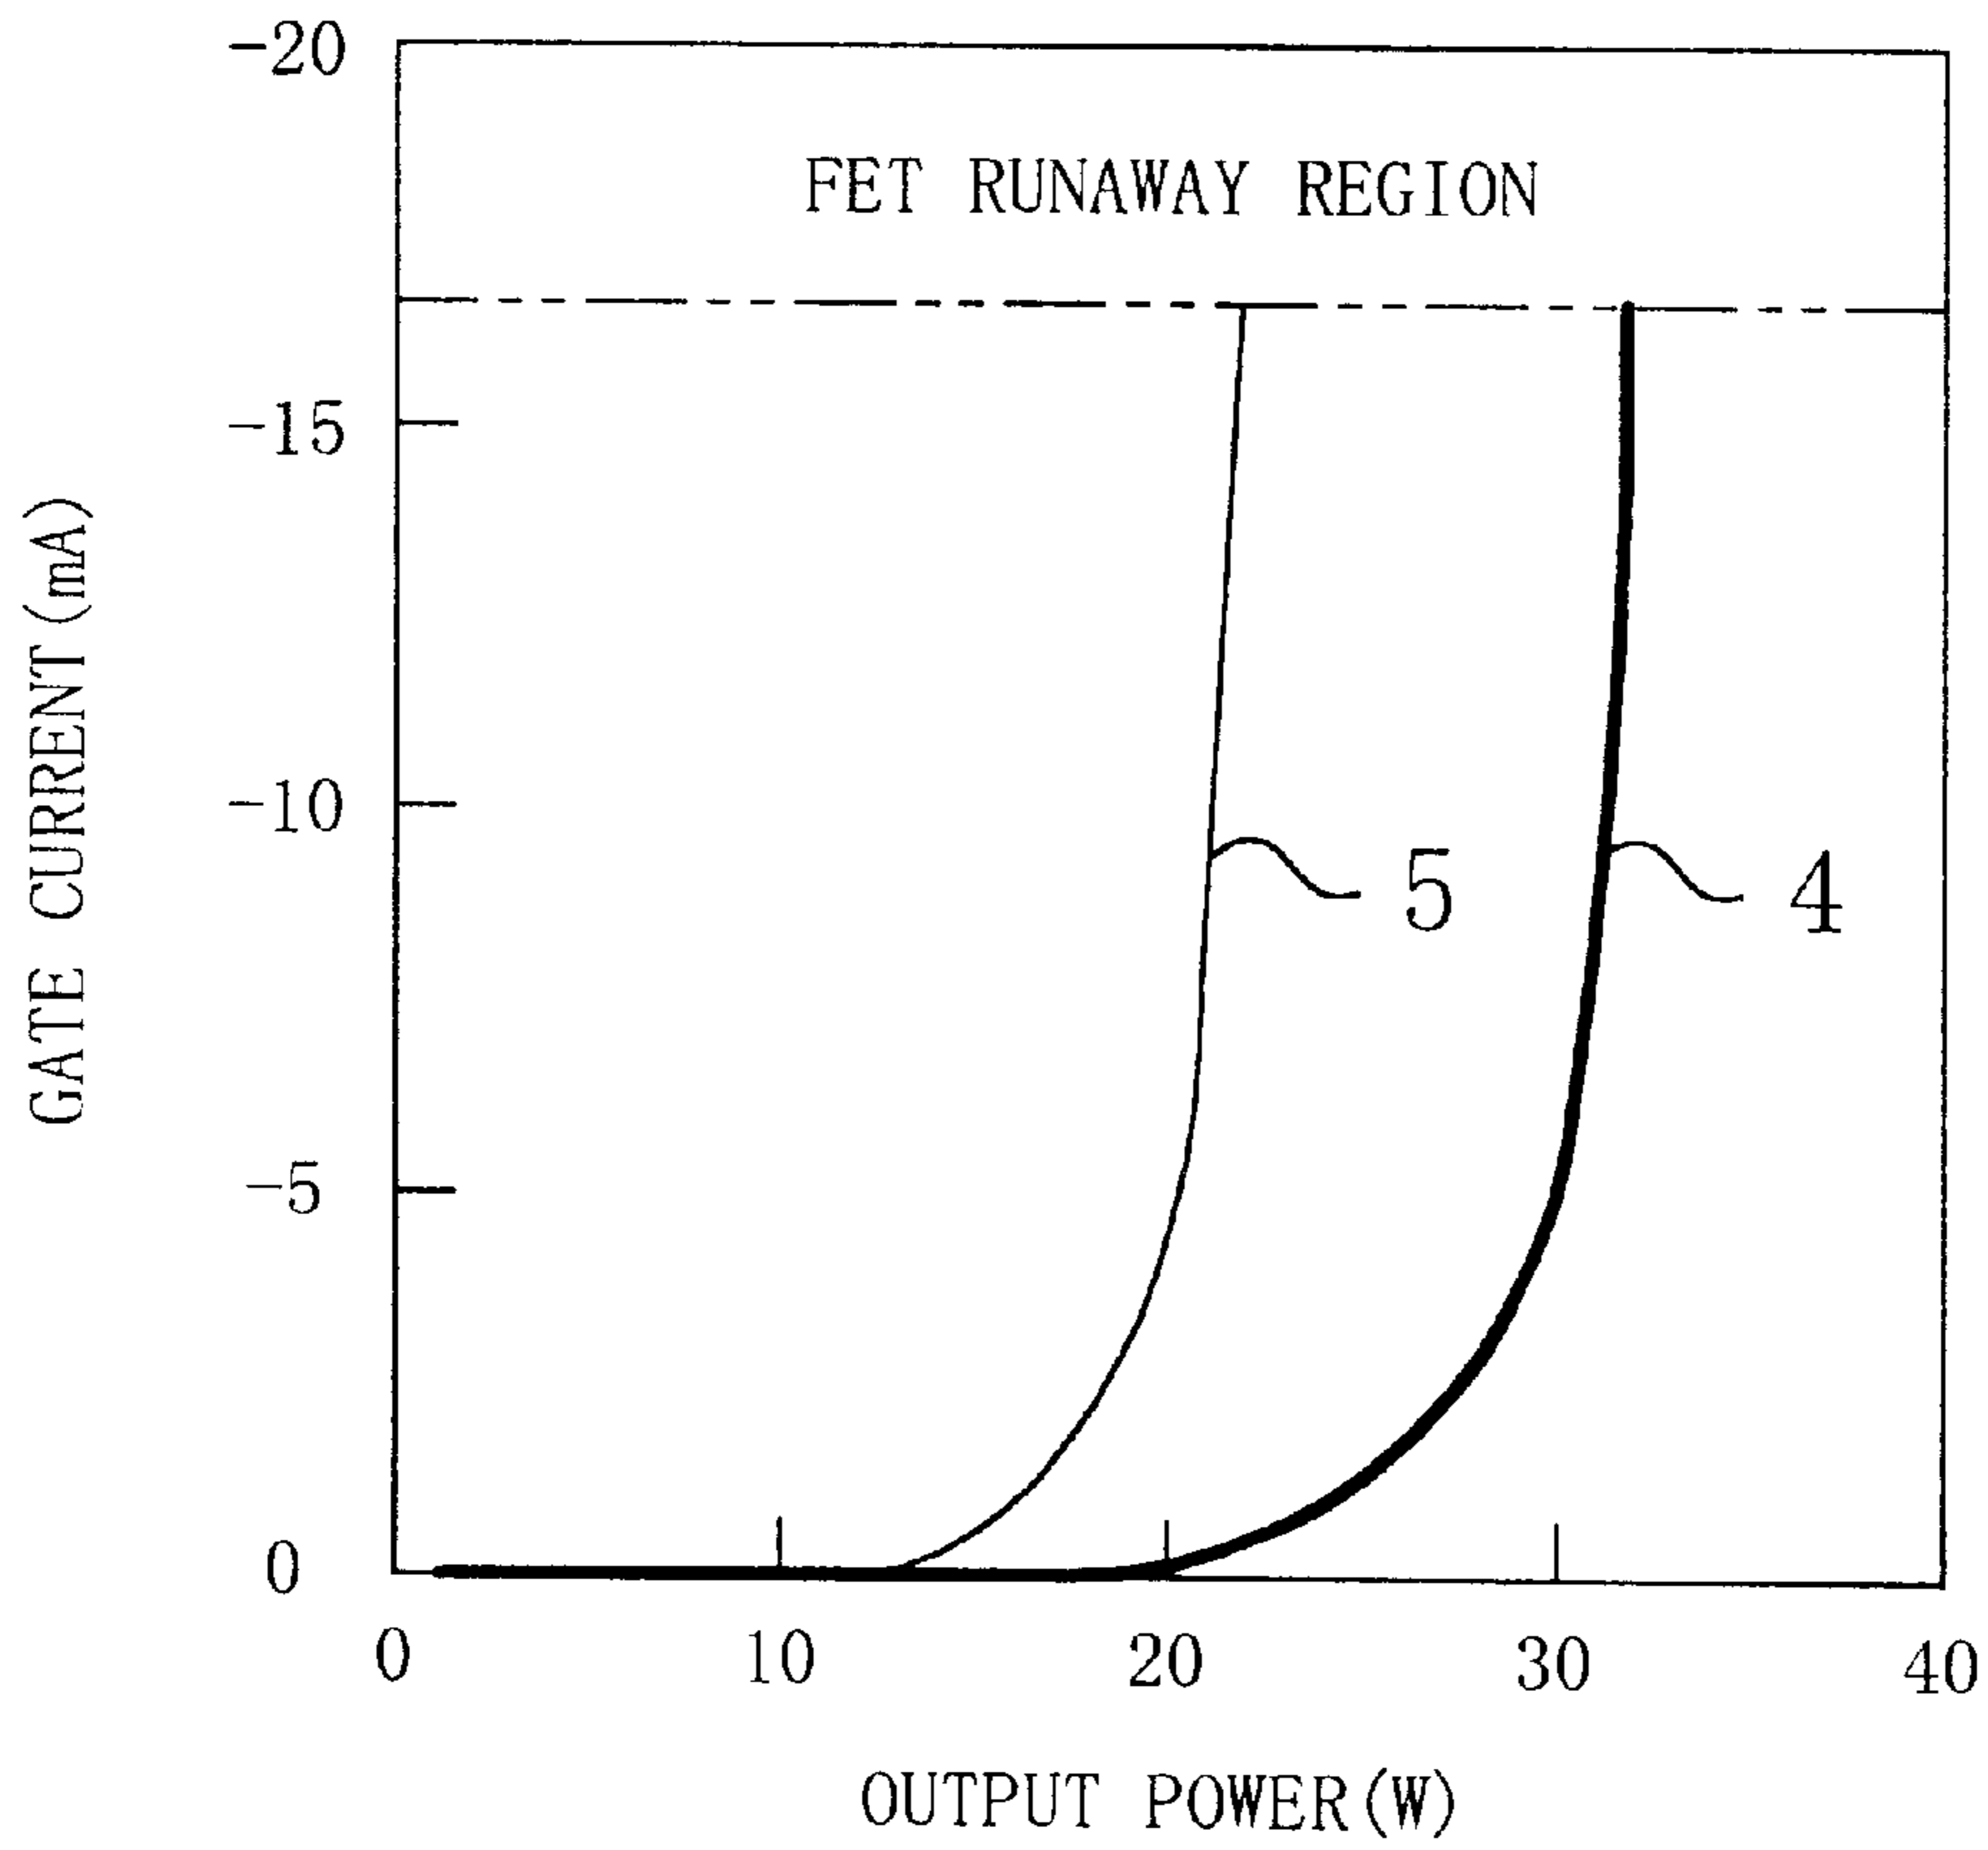 -20
FET RUNAWAY REGION
-15
-10
-5
0
GATE CURRENT (mA)
5
4
0 10 20 30 40
OUTPUT POWER (W)